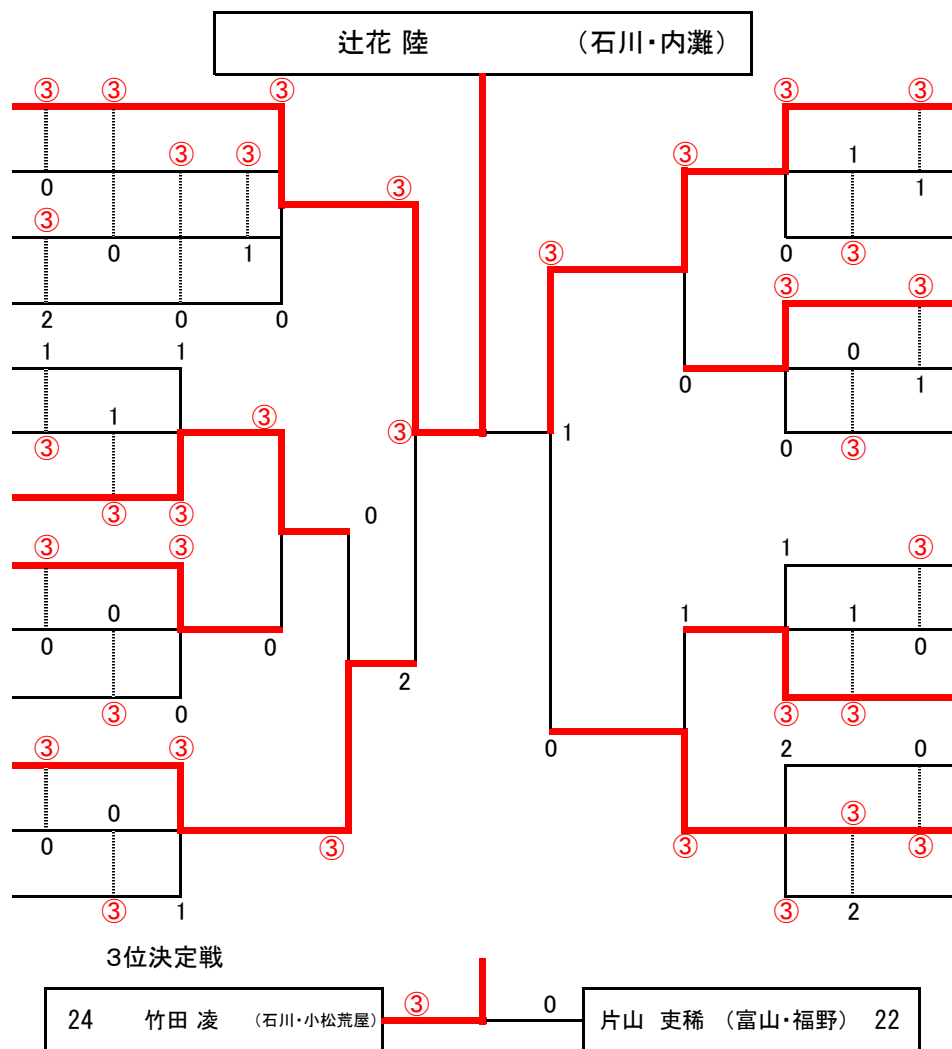 辻花 陸 （石川・内灘）
③ ③ ③ ③ ③
③ ③ ③ 1
0 ③ 1
③ ③ ③
0 1 0 ③
2 0 0 ③ ③
1 1 0
1 ③ 0 1
③ ③ 1 0 ③
③ ③ 0
③ ③ 1 ③
0 1 1
0 0 0
③ 0 2 ③ ③
③ ③ 0 2 0
0 ③
0 ③ ③ ③
③ 1 ③ 2
３位決定戦
24 竹田 凌 （石川・小松荒屋） ③ 0 片山 吏稀 （富山・福野） 22